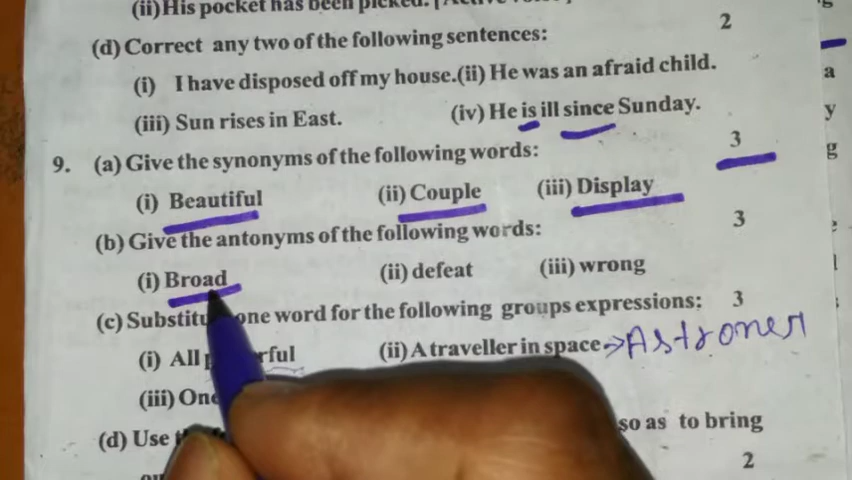 (ii) His pocket has been picked.
(d) Correct any two of the following sentences: 2
(i) I have disposed off my house. (ii) He was an afraid child.
(iii) Sun rises in East. (iv) He is ill since Sunday.
9. (a) Give the synonyms of the following words: 3
(i) Beautiful (ii) Couple (iii) Display
(b) Give the antonyms of the following words: 3
(i) Broad (ii) defeat (iii) wrong
(c) Substitu one word for the following groups expressions: 3
(i) All p rful (ii) A traveller in space → Astroner
(iii) One
(d) Use so as to bring
2